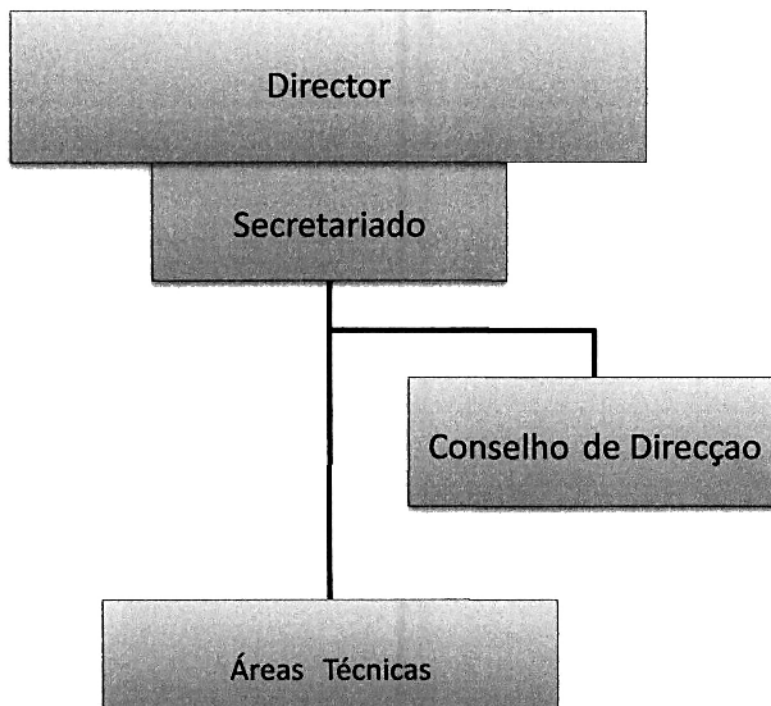 Director
Secretariado
Conselho de Direcçao
Áreas Técnicas